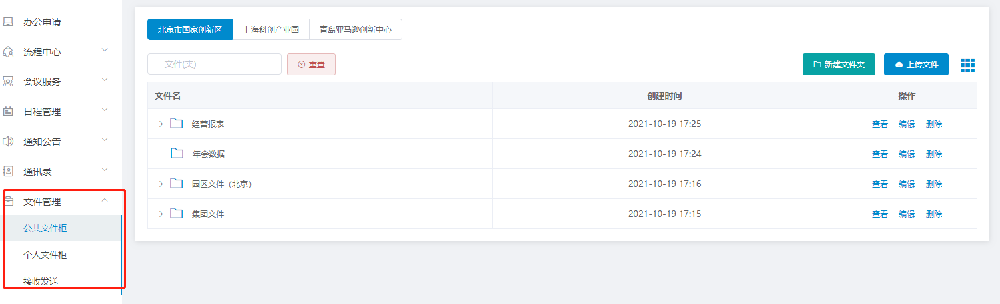 办公申请
流程中心
会议服务
日程管理
通知公告
通讯录
文件管理
公共文件柜
个人文件柜
接收发送
北京市国家创新区 上海科创产业园 青岛亚马逊创新中心
文件(夹) 重置 新建文件夹 上传文件
文件名 创建时间 操作
经营报表 2021-10-19 17:25 查看 编辑 删除
年会数据 2021-10-19 17:24 查看 编辑 删除
园区文件（北京） 2021-10-19 17:16 查看 编辑 删除
集团文件 2021-10-19 17:15 查看 编辑 删除